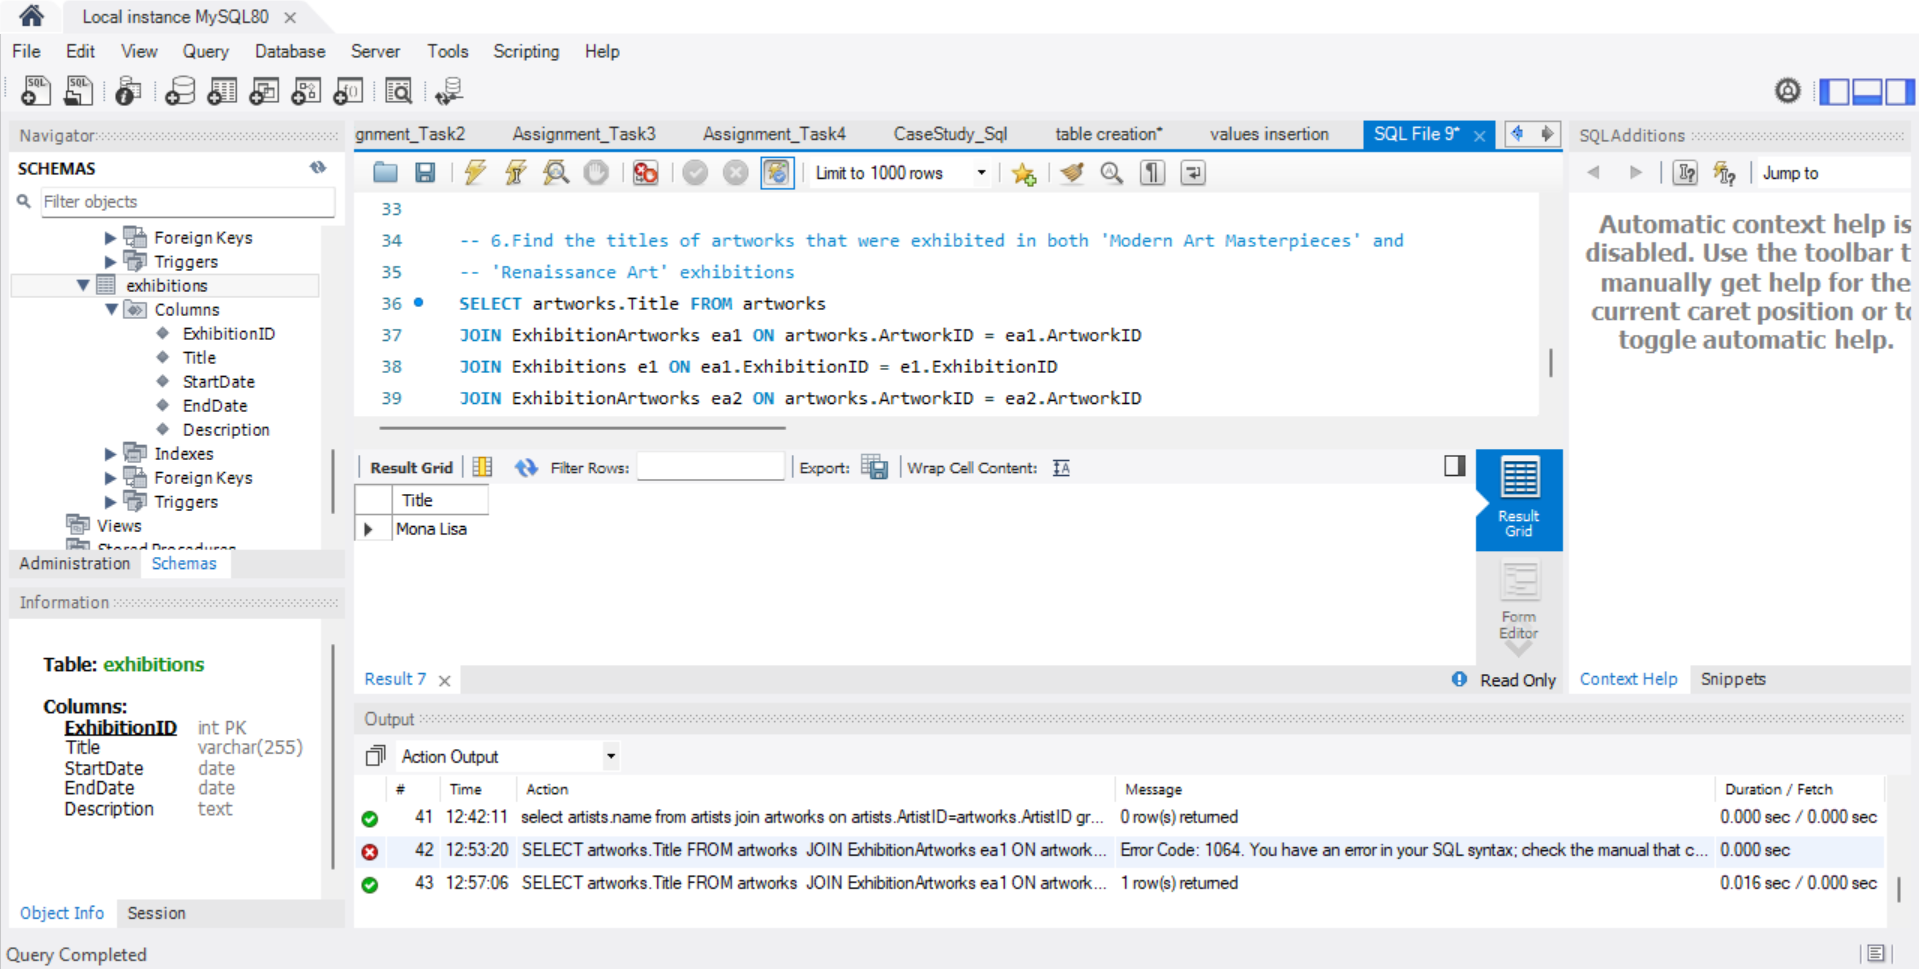 Local instance MySQL80
File Edit View Query Database Server Tools Scripting Help
Navigator
SCHEMAS
Filter objects
Foreign Keys
Triggers
exhibitions
Columns
ExhibitionID
Title
StartDate
EndDate
Description
Indexes
Foreign Keys
Triggers
Views
Stored Procedures
Administration Schemas
Information
Table: exhibitions
Columns:
ExhibitionID int PK
Title varchar(255)
StartDate date
EndDate date
Description text
Object Info Session
Query Completed
gnment_Task2 Assignment_Task3 Assignment_Task4 CaseStudy_Sql table creation* values insertion SQL File 9*
Limit to 1000 rows
33
34 -- 6.Find the titles of artworks that were exhibited in both 'Modern Art Masterpieces' and
35 -- 'Renaissance Art' exhibitions
36 SELECT artworks.Title FROM artworks
37 JOIN ExhibitionArtworks ea1 ON artworks.ArtworkID = ea1.ArtworkID
38 JOIN Exhibitions e1 ON ea1.ExhibitionID = e1.ExhibitionID
39 JOIN ExhibitionArtworks ea2 ON artworks.ArtworkID = ea2.ArtworkID
Result Grid Filter Rows: Export: Wrap Cell Content:
Title
Mona Lisa
Result
Grid
Form
Editor
Result 7
Read Only
SQLAdditions
Jump to
Automatic context help is
disabled. Use the toolbar t
manually get help for the
current caret position or to
toggle automatic help.
Context Help Snippets
Output
Action Output
# Time Action Message Duration / Fetch
41 12:42:11 select artists.name from artists join artworks on artists.ArtistID=artworks.ArtistID gr... 0 row(s) returned 0.000 sec / 0.000 sec
42 12:53:20 SELECT artworks.Title FROM artworks JOIN ExhibitionArtworks ea1 ON artwork... Error Code: 1064. You have an error in your SQL syntax; check the manual that c... 0.000 sec
43 12:57:06 SELECT artworks.Title FROM artworks JOIN ExhibitionArtworks ea1 ON artwork... 1 row(s) returned 0.016 sec / 0.000 sec